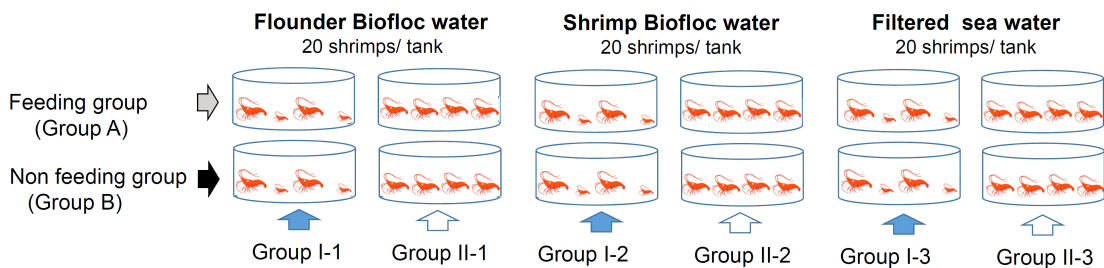 Flounder Biofloc water
20 shrimps/ tank
Shrimp Biofloc water
20 shrimps/ tank
Filtered sea water
20 shrimps/ tank
Feeding group
(Group A)
Non feeding group
(Group B)
Group I-1
Group II-1
Group I-2
Group II-2
Group I-3
Group II-3